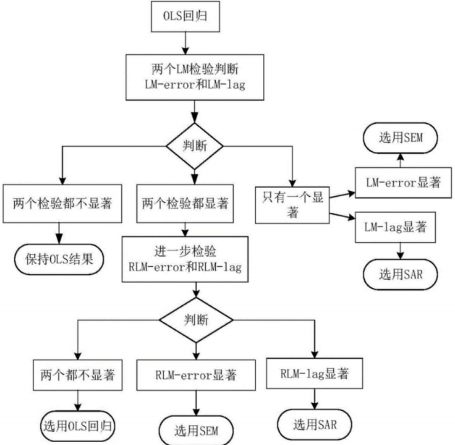 OLS回归
两个LM检验判断
LM-error和LM-lag
判断
两个检验都不显著
两个检验都显著
只有一个显
著
选用SEM
LM-error显著
LM-lag显著
选用SAR
保持OLS结果
进一步检验
RLM-error和RLM-lag
判断
两个都不显著
RLM-error显著
RLM-lag显著
选用OLS回归
选用SEM
选用SAR